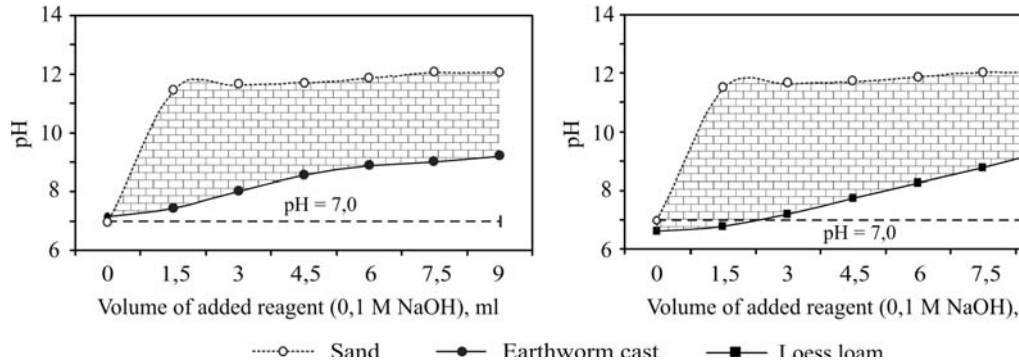 14
12
10
8
6
pH
pH = 7,0
0 1,5 3 4,5 6 7,5 9
Volume of added reagent (0,1 M NaOH), ml
14
12
10
8
6
pH
pH = 7,0
0 1,5 3 4,5 6 7,5
Volume of added reagent (0,1 M NaOH),
Sand Earthworm cast Loess loam